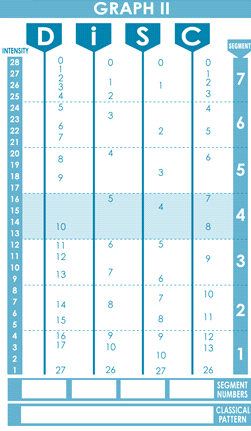 GRAPH II
INTENSITY D i S C SEGMENT
28 0 0 0 0
27 1 1 7
26 2 1 1 2
25 3 4 2 3
24 5 4
23 3
22 6 2 5 6
21 7
20 4 6
19 8
18 3 5
17 9
16 5 7
15 4 4
14
13 10 8
12 11 6 5
11 12 9
10 13 7 3
9 6
8 10
7 14 8 7
6 2
5 15 8 11
4 16 9 9 12
3 17 10 13
2 10 1
1 27 26 27 26
SEGMENT
NUMBERS
CLASSICAL
PATTERN